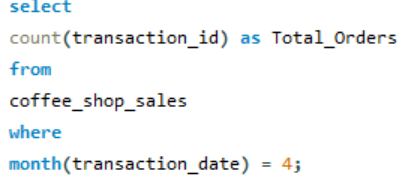 select
count(transaction_id) as Total_Orders
from
coffee_shop_sales
where
month(transaction_date) = 4;